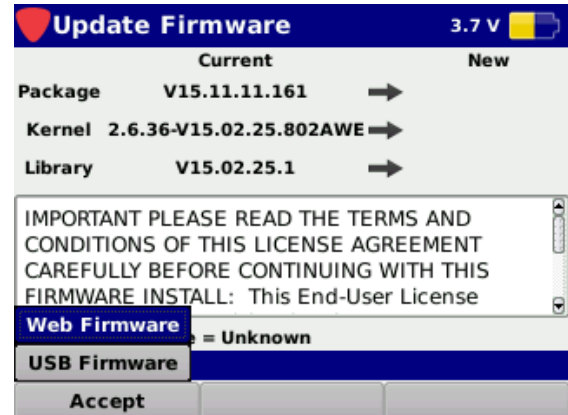 Update Firmware 3.7 V
Current New
Package V15.11.11.161
Kernel 2.6.36-V15.02.25.802AWE
Library V15.02.25.1
IMPORTANT PLEASE READ THE TERMS AND
CONDITIONS OF THIS LICENSE AGREEMENT
CAREFULLY BEFORE CONTINUING WITH THIS
FIRMWARE INSTALL: This End-User License
Web Firmware
= Unknown
USB Firmware
Accept